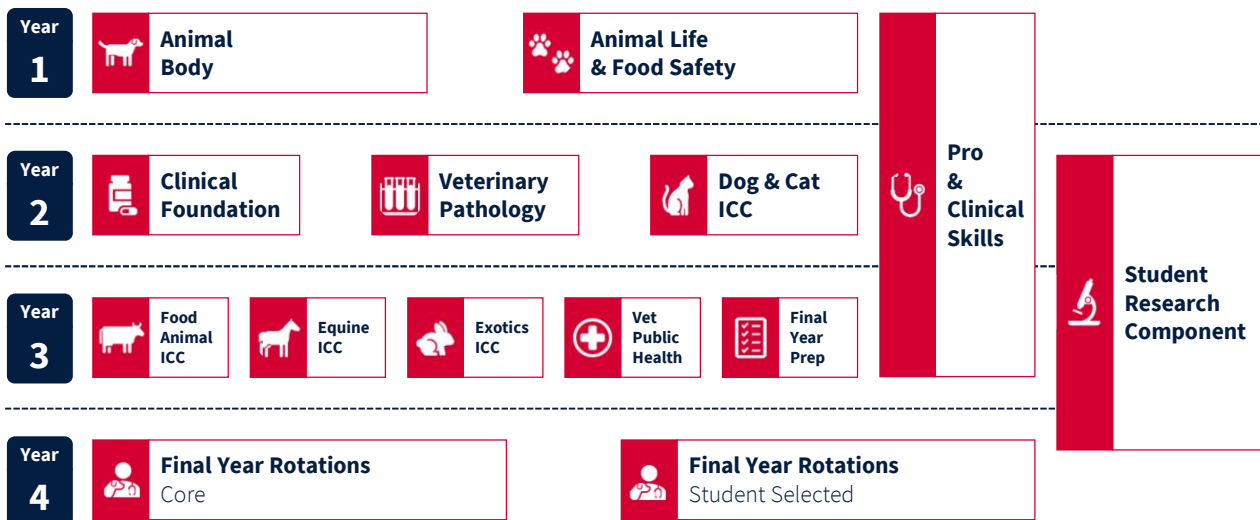 Year
1
Animal
Body
Animal Life
& Food Safety
Pro
&
Clinical
Skills
Year
2
Clinical
Foundation
Veterinary
Pathology
Dog & Cat
ICC
Student
Research
Component
Year
3
Food
Animal
ICC
Equine
ICC
Exotics
ICC
Vet
Public
Health
Final
Year
Prep
Year
4
Final Year Rotations
Core
Final Year Rotations
Student Selected